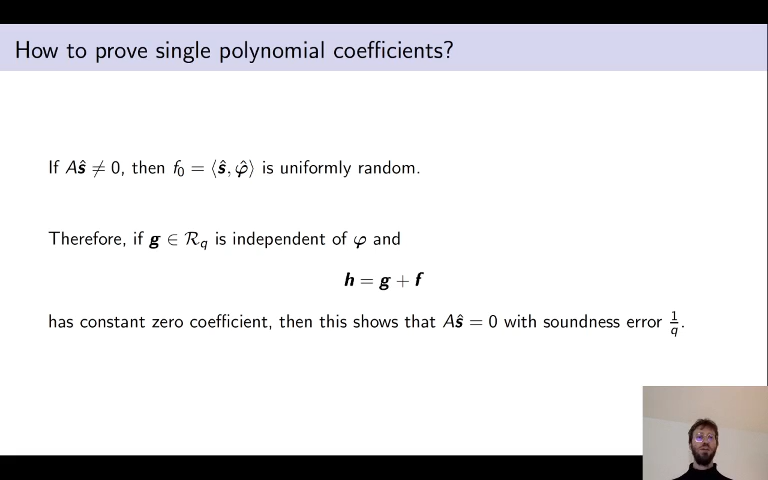 How to prove single polynomial coefficients?
If Aŝ ≠ 0, then f₀ = ⟨ŝ, φ̂⟩ is uniformly random.
Therefore, if g ∈ R_q is independent of φ and
h = g + f
has constant zero coefficient, then this shows that Aŝ = 0 with soundness error 1/q.